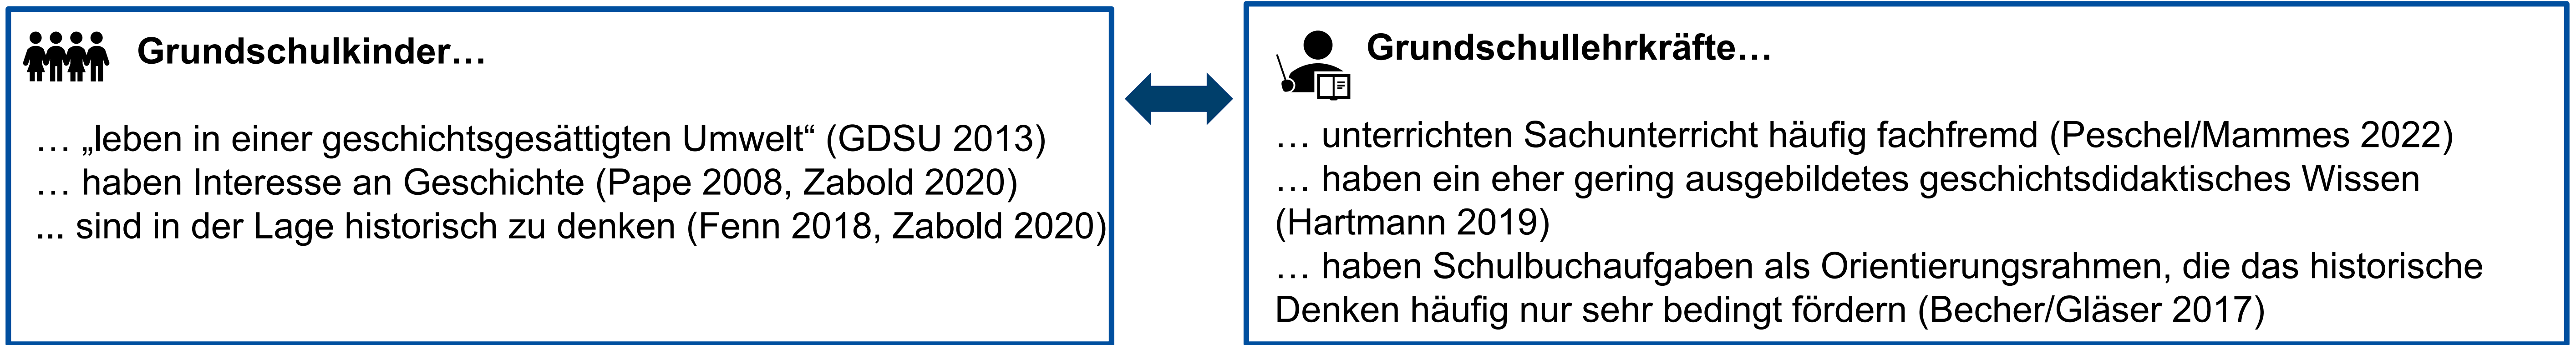 Grundschulkinder…
… „leben in einer geschichtsgesättigten Umwelt“ (GDSU 2013)
… haben Interesse an Geschichte (Pape 2008, Zabold 2020)
... sind in der Lage historisch zu denken (Fenn 2018, Zabold 2020)
Grundschullehrkräfte…
… unterrichten Sachunterricht häufig fachfremd (Peschel/Mammes 2022)
… haben ein eher gering ausgebildetes geschichtsdidaktisches Wissen
(Hartmann 2019)
… haben Schulbuchaufgaben als Orientierungsrahmen, die das historische
Denken häufig nur sehr bedingt fördern (Becher/Gläser 2017)